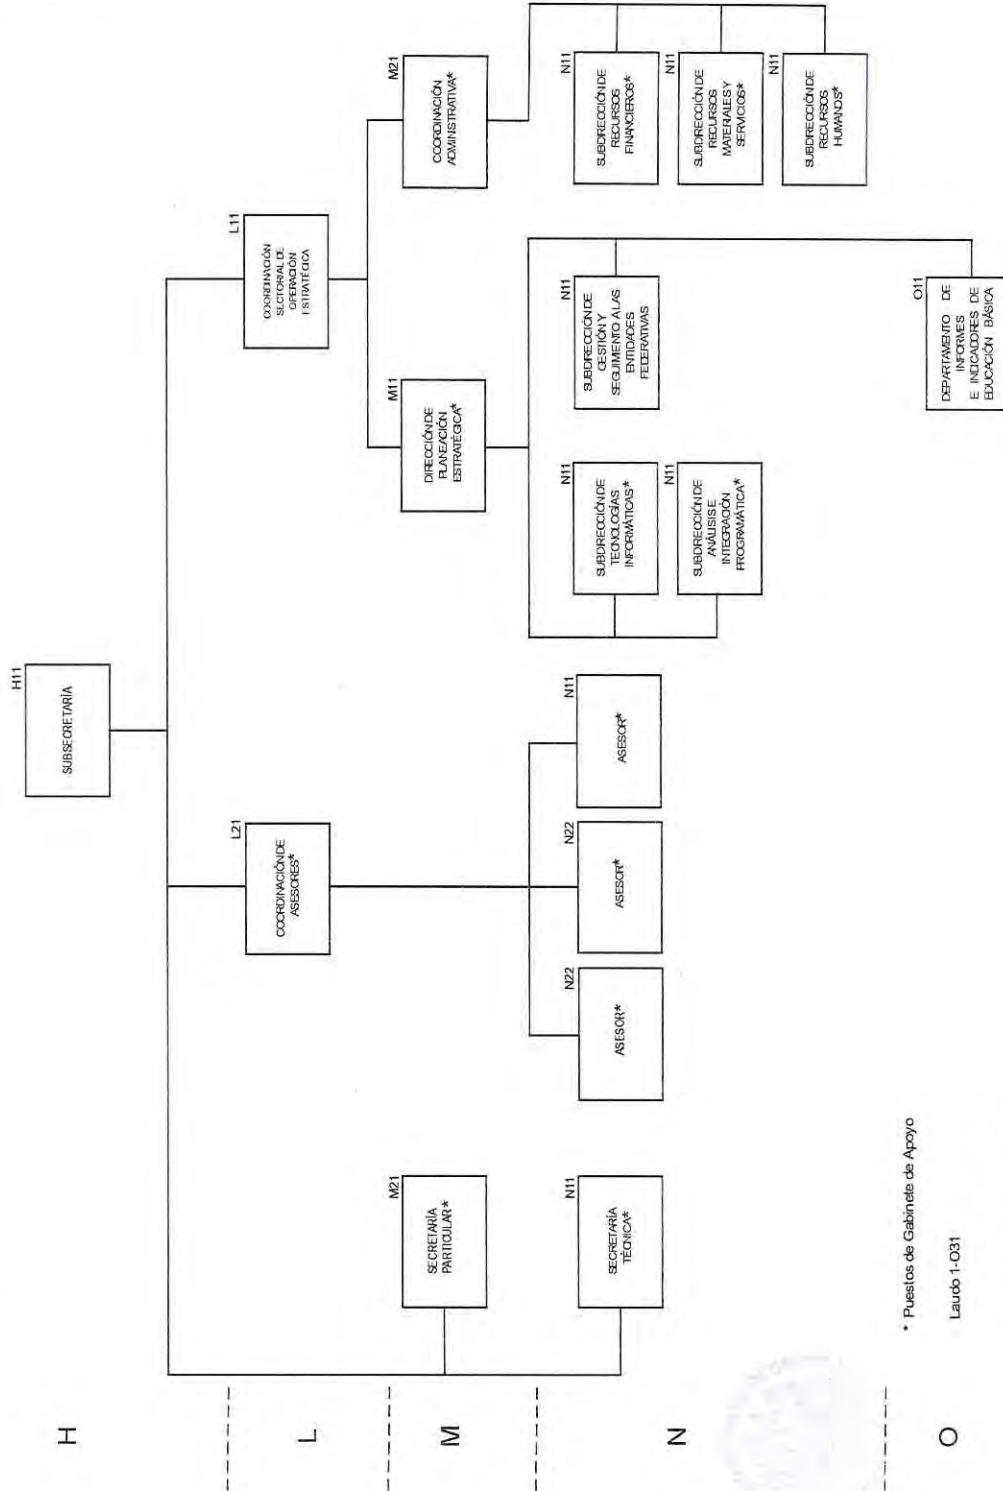 H
H11
SUBSECRETARÍA
L
L21
COORDINACIÓN DE
ASESORES*
L11
COORDINACIÓN
SECTORIAL DE
OPERACIÓN
ESTRATÉGICA
M
M21
SECRETARÍA
PARTICULAR*
M11
DIRECCIÓN DE
PLANEACIÓN
ESTRATÉGICA*
M21
COORDINACIÓN
ADMINISTRATIVA*
N
N11
SECRETARÍA
TÉCNICA*
N22
ASESOR*
N22
ASESOR*
N11
ASESOR*
N11
SUBDIRECCIÓN DE
TECNOLOGÍAS
INFORMÁTICAS*
N11
SUBDIRECCIÓN DE
GESTIÓN Y
SEGUIMIENTO A LAS
ENTIDADES
FEDERATIVAS
N11
SUBDIRECCIÓN DE
RECURSOS
FINANCIEROS*
N11
SUBDIRECCIÓN DE
ANÁLISIS E
INTEGRACIÓN
PROGRAMÁTICA*
N11
SUBDIRECCIÓN DE
RECURSOS
MATERIALES Y
SERVICIOS*
N11
SUBDIRECCIÓN DE
RECURSOS
HUMANOS*
O
O11
DEPARTAMENTO DE
INFORMES
E INDICADORES DE
EDUCACIÓN BÁSICA
* Puestos de Gabinete de Apoyo
Laudo 1-O31